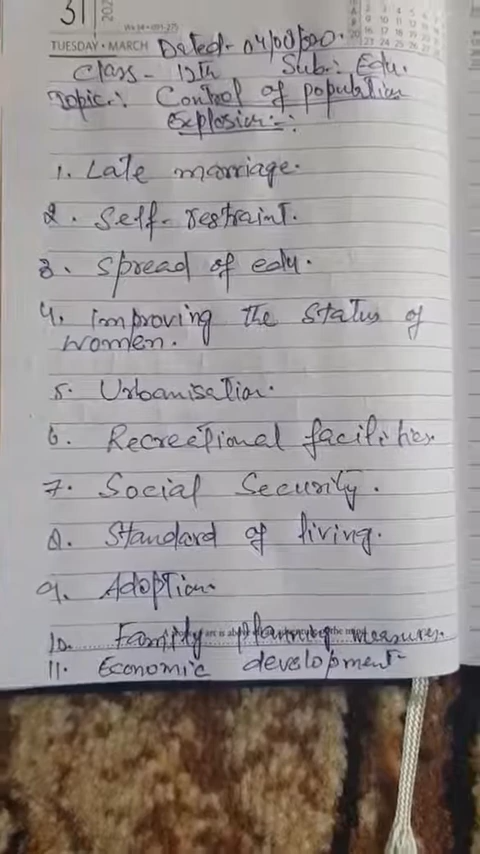 31
TUESDAY • MARCH Dated- 04/08/020.
Class- 12th Sub:- Edu.
Topic:- Control of population
Explosion:-
1. Late marriage.
2. Self-restraint.
3. Spread of edu.
4. Improving the status of
women.
5. Urbanisation.
6. Recreational facilities.
7. Social Security.
8. Standard of living.
9. Adoption.
10. Family planning measures.
11. Economic development-